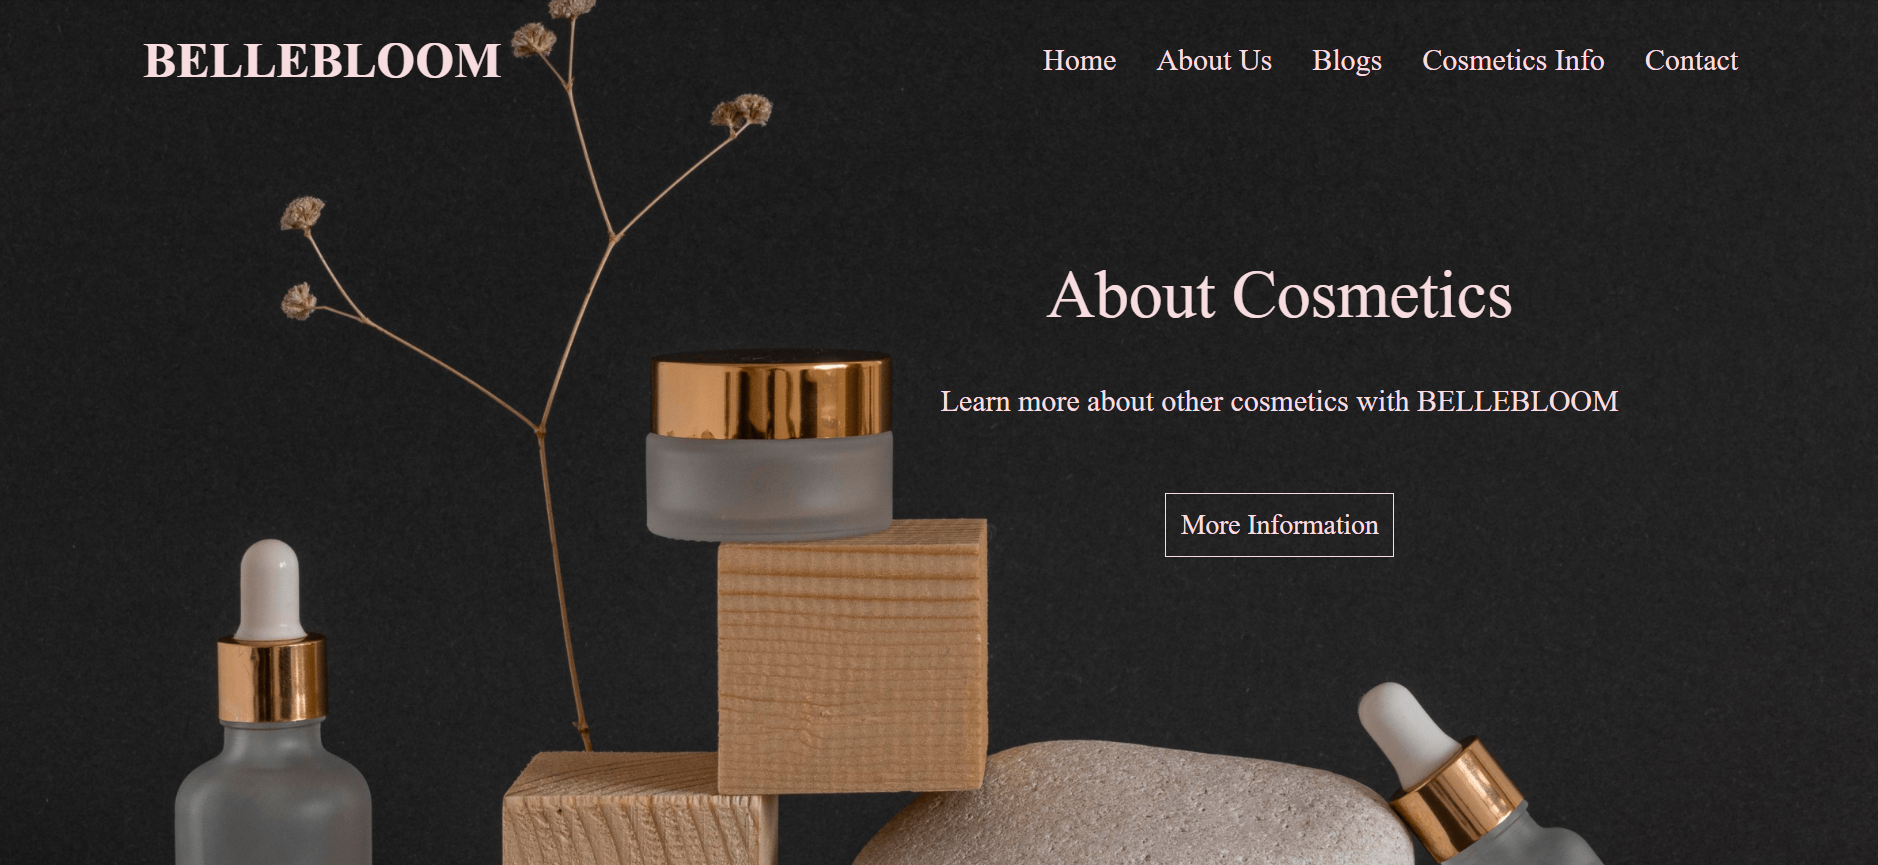 BELLEBLOOM
Home About Us Blogs Cosmetics Info Contact
About Cosmetics
Learn more about other cosmetics with BELLEBLOOM
More Information